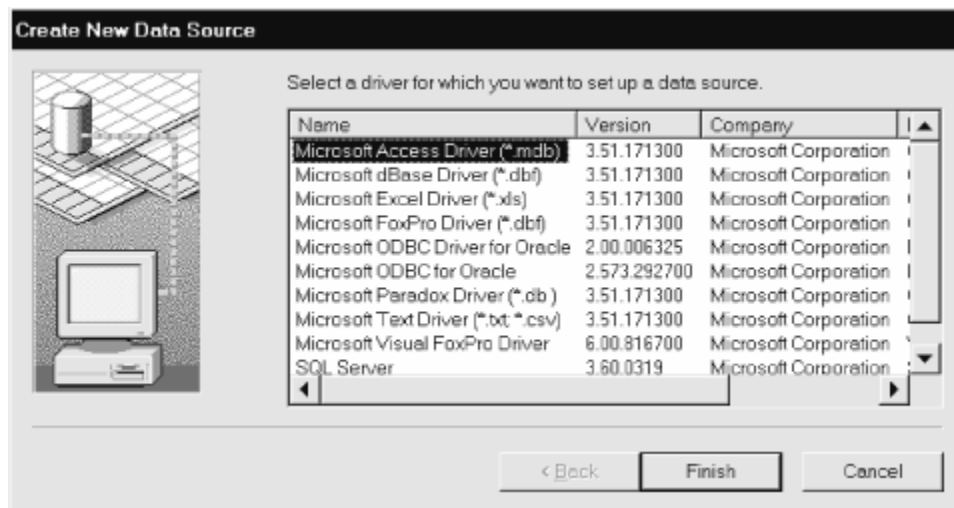 Create New Data Source
Select a driver for which you want to set up a data source.
Name Version Company
Microsoft Access Driver (*.mdb) 3.51.171300 Microsoft Corporation
Microsoft dBase Driver (*.dbf) 3.51.171300 Microsoft Corporation
Microsoft Excel Driver (*.xls) 3.51.171300 Microsoft Corporation
Microsoft FoxPro Driver (*.dbf) 3.51.171300 Microsoft Corporation
Microsoft ODBC Driver for Oracle 2.00.006325 Microsoft Corporation
Microsoft ODBC for Oracle 2.573.292700 Microsoft Corporation
Microsoft Paradox Driver (*.db ) 3.51.171300 Microsoft Corporation
Microsoft Text Driver (*.txt; *.csv) 3.51.171300 Microsoft Corporation
Microsoft Visual FoxPro Driver 6.00.816700 Microsoft Corporation
SQL Server 3.60.0319 Microsoft Corporation
< Back Finish Cancel